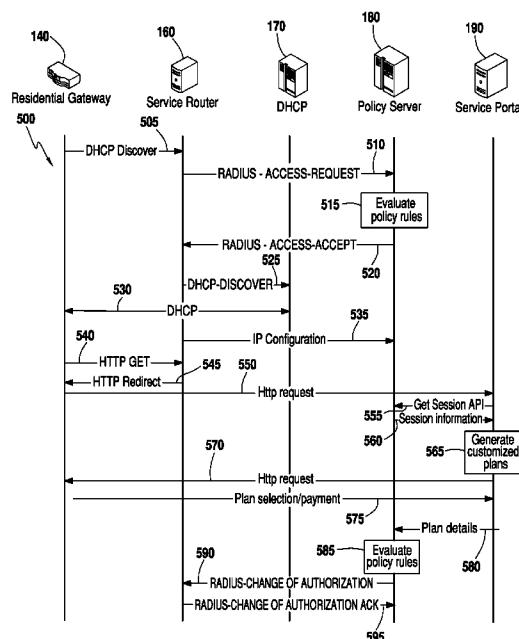 140
160
170
180
190
Residential Gateway
Service Router
DHCP
Policy Server
Service Portal
500
505
DHCP Discover
510
RADIUS - ACCESS-REQUEST
515
Evaluate
policy rules
RADIUS - ACCESS-ACCEPT
520
525
DHCP-DISCOVER
530
DHCP
535
IP Configuration
540
HTTP GET
545
HTTP Redirect
550
Http request
555
Get Session API
560
Session information
565
Generate
customized
plans
570
Http request
Plan selection/payment
575
Plan details
580
585
Evaluate
policy rules
590
RADIUS-CHANGE OF AUTHORIZATION
RADIUS-CHANGE OF AUTHORIZATION ACK
595